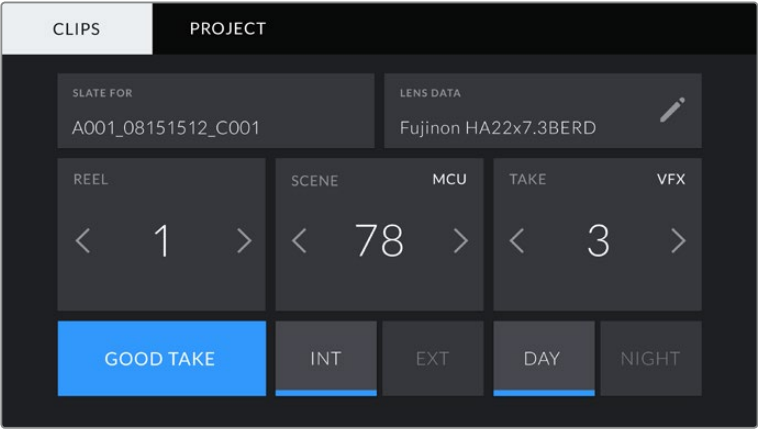 CLIPS
PROJECT
SLATE FOR
A001_08151512_C001
LENS DATA
Fujinon HA22x7.3BERD
REEL
1
SCENE MCU
78
TAKE VFX
3
GOOD TAKE
INT
EXT
DAY
NIGHT